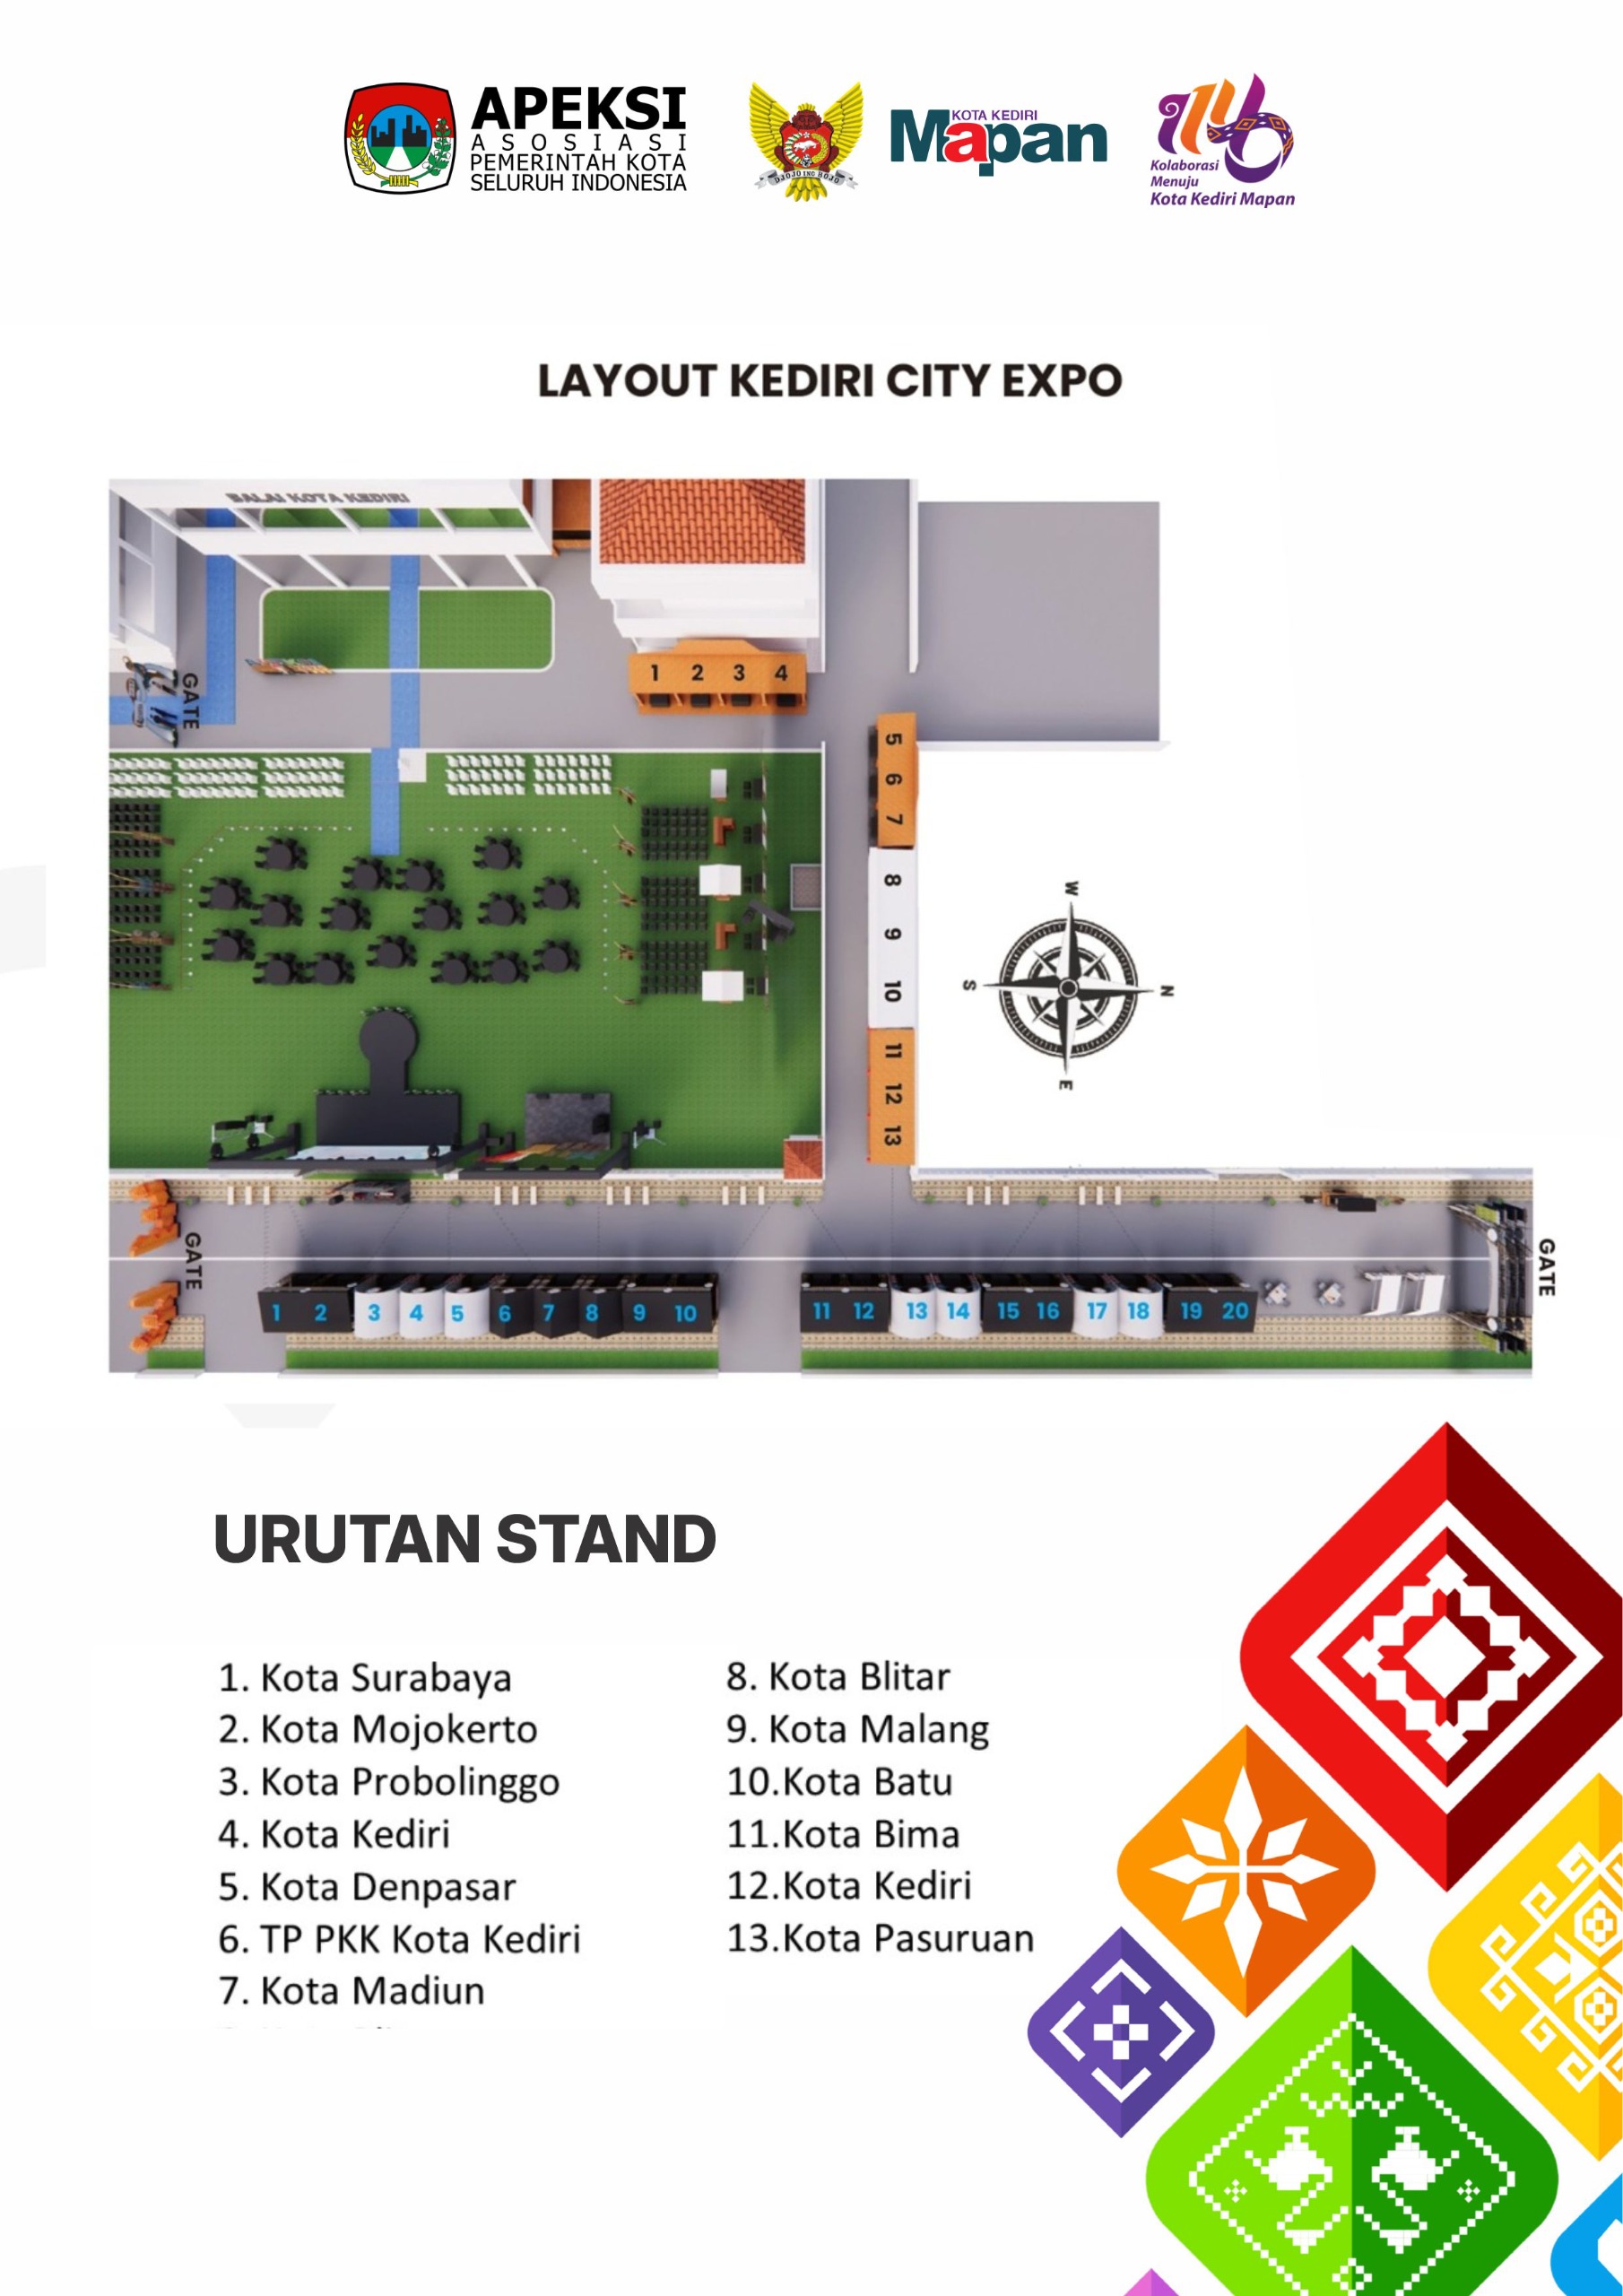 APEKSI
ASOSIASI
PEMERINTAH KOTA
SELURUH INDONESIA
DJOJO ING BOJO
KOTA KEDIRI
Mapan
146
Kolaborasi
Menuju
Kota Kediri Mapan
LAYOUT KEDIRI CITY EXPO
BALAI KOTA KEDIRI
GATE
1 2 3 4
5
6
7
8
9
10
11
12
13
W
S
N
E
GATE
GATE
1 2 3 4 5 6 7 8 9 10 11 12 13 14 15 16 17 18 19 20
URUTAN STAND
1. Kota Surabaya
2. Kota Mojokerto
3. Kota Probolinggo
4. Kota Kediri
5. Kota Denpasar
6. TP PKK Kota Kediri
7. Kota Madiun
8. Kota Blitar
9. Kota Malang
10.Kota Batu
11.Kota Bima
12.Kota Kediri
13.Kota Pasuruan